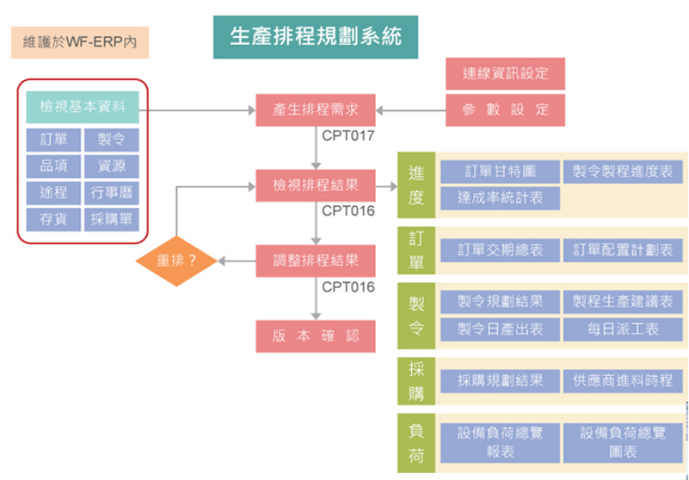 生產排程規劃系統
維護於WF-ERP內
檢視基本資料
訂單
製令
品項
資源
途程
行事曆
存貨
採購單
連線資訊設定
產生排程需求
參數設定
CPT017
檢視排程結果
CPT016
重排？
調整排程結果
CPT016
版本確認
進度
訂單甘特圖
製令製程進度表
達成率統計表
訂單
訂單交期總表
訂單配置計劃表
製令
製令規劃結果
製程生產建議表
製令日產出表
每日派工表
採購
採購規劃結果
供應商進料時程
負荷
設備負荷總覽
報表
設備負荷總覽
圖表